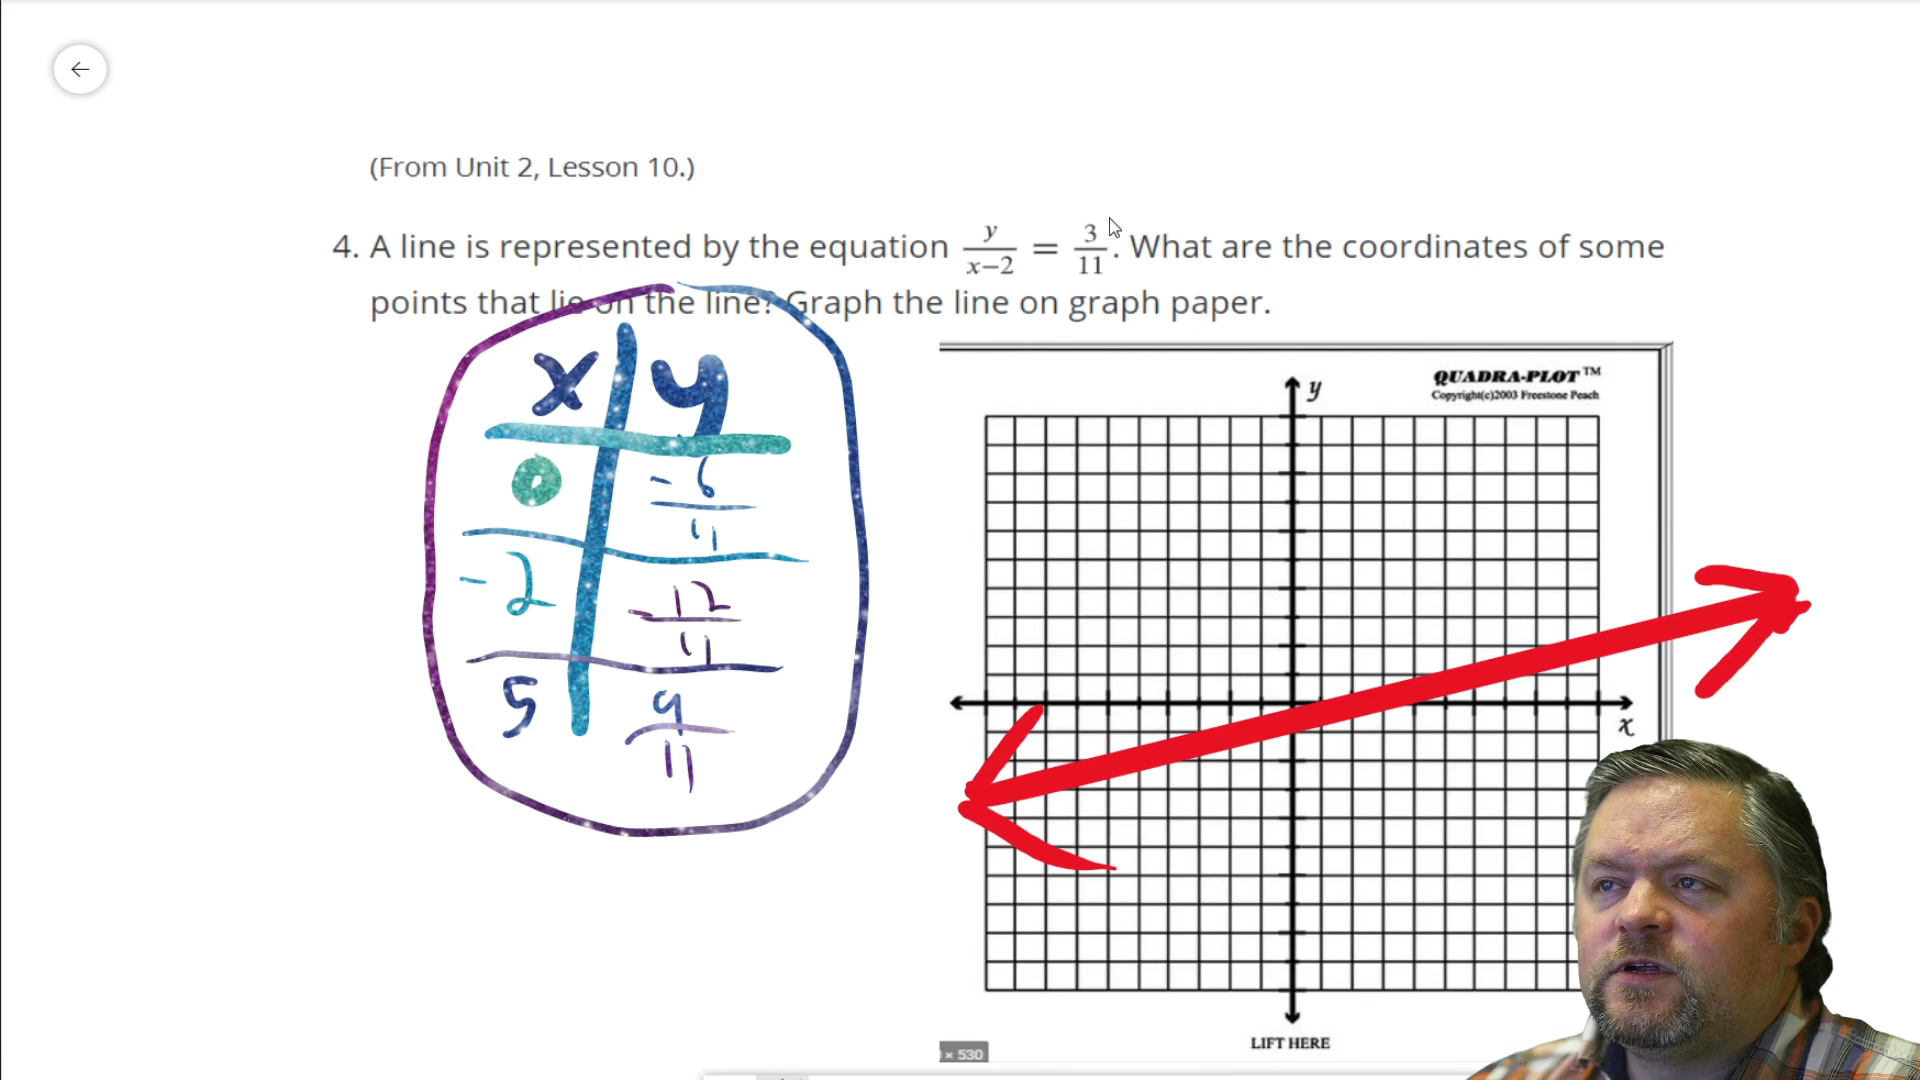 (From Unit 2, Lesson 10.)
4. A line is represented by the equation y/x−2 = 3/11. What are the coordinates of some
points that lie on the line? Graph the line on graph paper.
x y
0 -6/11
-2 -12/11
5 9/11
QUADRA-PLOT™
Copyright(c)2003 Freestone Peach
y
x
LIFT HERE
× 530